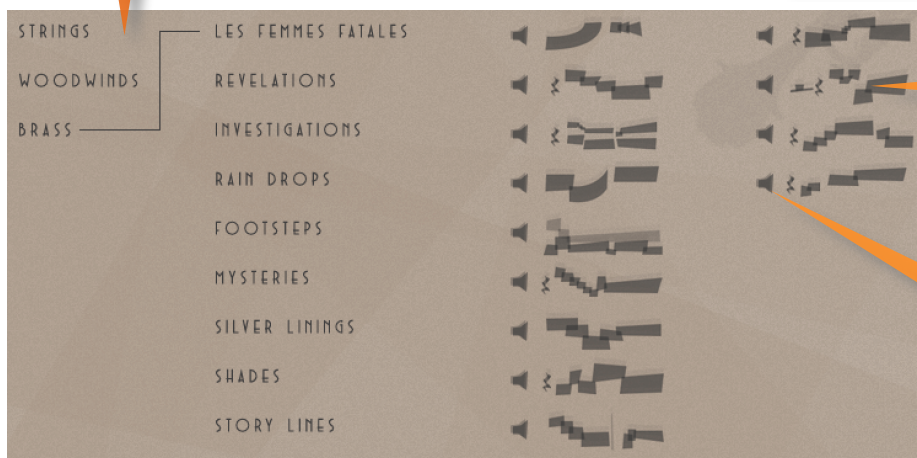 STRINGS
WOODWINDS
BRASS
LES FEMMES FATALES
REVELATIONS
INVESTIGATIONS
RAIN DROPS
FOOTSTEPS
MYSTERIES
SILVER LININGS
SHADES
STORY LINES